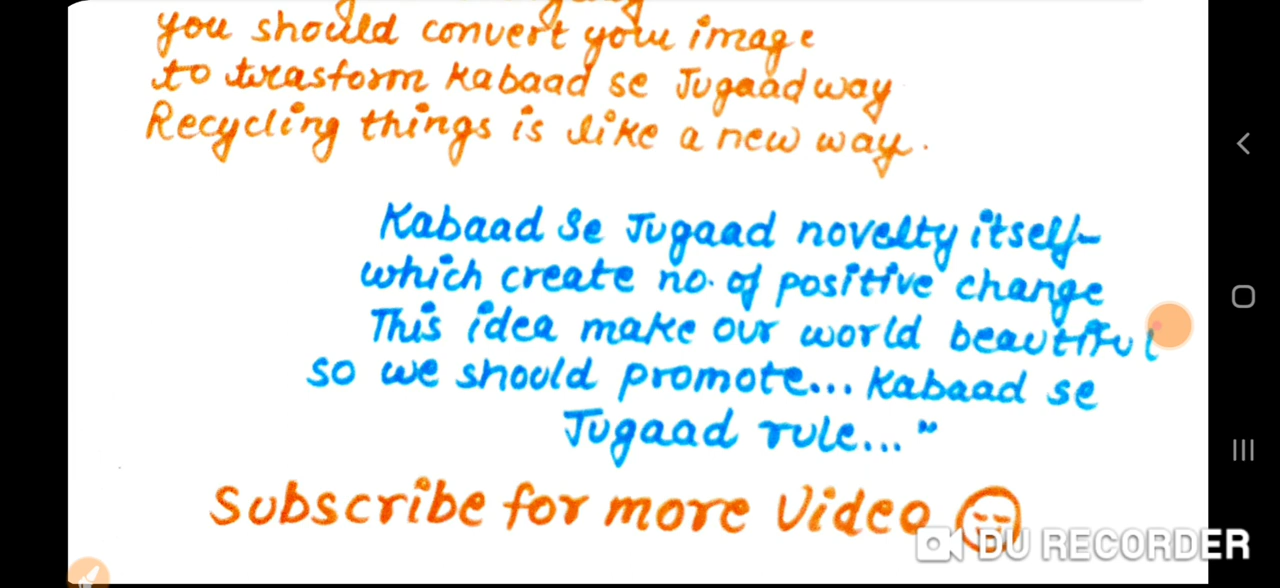 you should convert your image
to trasform Kabaad se Jugaad way
Recycling things is like a new way.
Kabaad Se Jugaad novelty itself-
which create no. of positive change
This idea make our world beautiful
so we should promote... Kabaad se
Jugaad rule..."
Subscribe for more Video
DU RECORDER